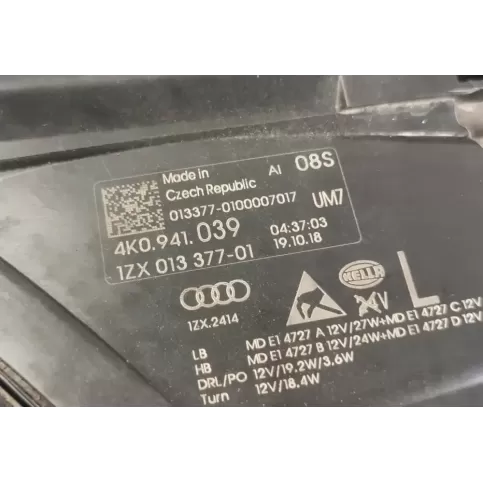 Made in
Czech Republic
AI 08S
013377-0100007017 UM7
4K0.941.039 04:37:03
1ZX 013 377-01 19.10.18
1ZX.2414
HELLA
L
LB MD E1 4727 A 12V/27W+MD E1 4727 C 12V
HB MD E1 4727 B 12V/24W+MD E1 4727 D 12V
DRL/PO 12V/19.2W/3.6W
Turn 12V/18.4W